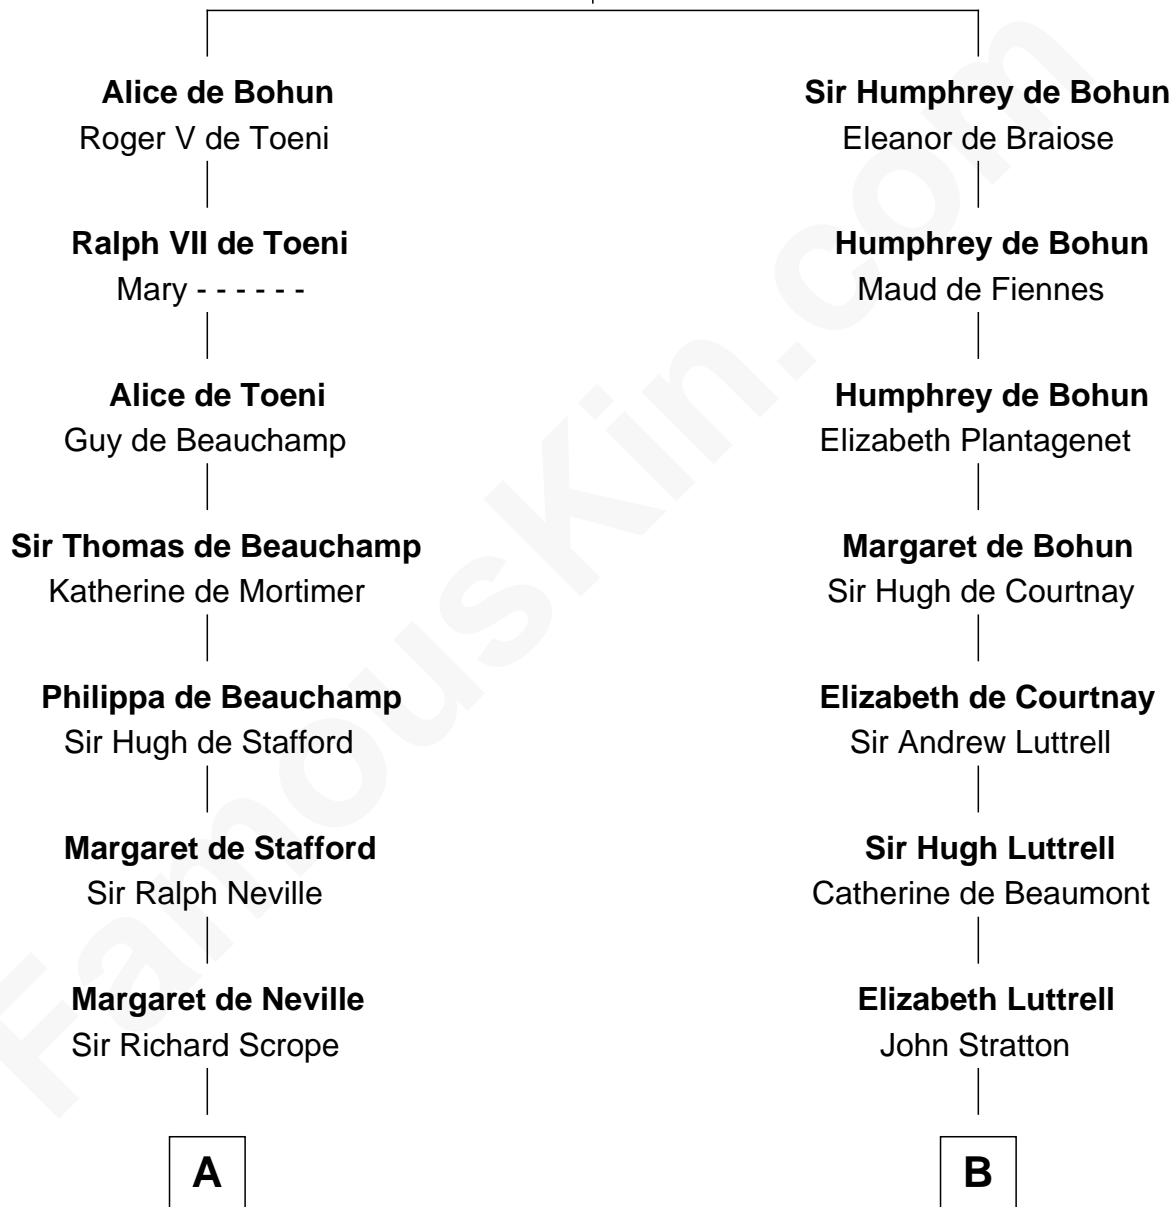 Alice de Bohun
Roger V de Toeni
Ralph VII de Toeni
Mary - - - - - -
Alice de Toeni
Guy de Beauchamp
Sir Thomas de Beauchamp
Katherine de Mortimer
Philippa de Beauchamp
Sir Hugh de Stafford
Margaret de Stafford
Sir Ralph Neville
Margaret de Neville
Sir Richard Scrope
A
Sir Humphrey de Bohun
Eleanor de Braiose
Humphrey de Bohun
Maud de Fiennes
Humphrey de Bohun
Elizabeth Plantagenet
Margaret de Bohun
Sir Hugh de Courtnay
Elizabeth de Courtnay
Sir Andrew Luttrell
Sir Hugh Luttrell
Catherine de Beaumont
Elizabeth Luttrell
John Stratton
B
FamousKin.com